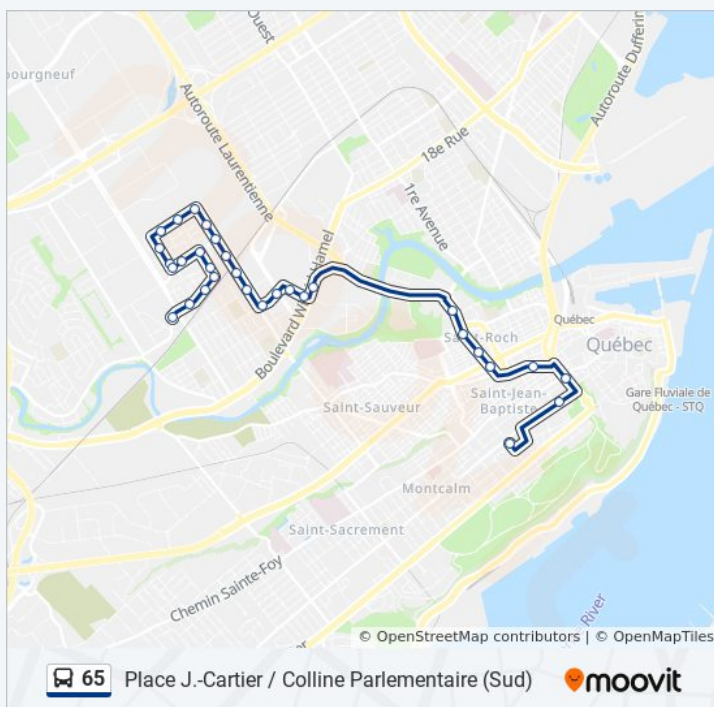 Ouest
bourgneuf
Autoroute Laurentienne
Autoroute Dufferin
18e Rue
1re Avenue
Boulevard W Hamel
Québec
Saint-Roch
Québec
Saint-Jean-
Baptiste
Gare Fluviale de
Québec - STQ
Saint-Sauveur
Montcalm
Saint-Sacrement
Chemin Sainte-Foy
River
© OpenStreetMap contributors | © OpenMapTiles
65 Place J.-Cartier / Colline Parlementaire (Sud) moovit